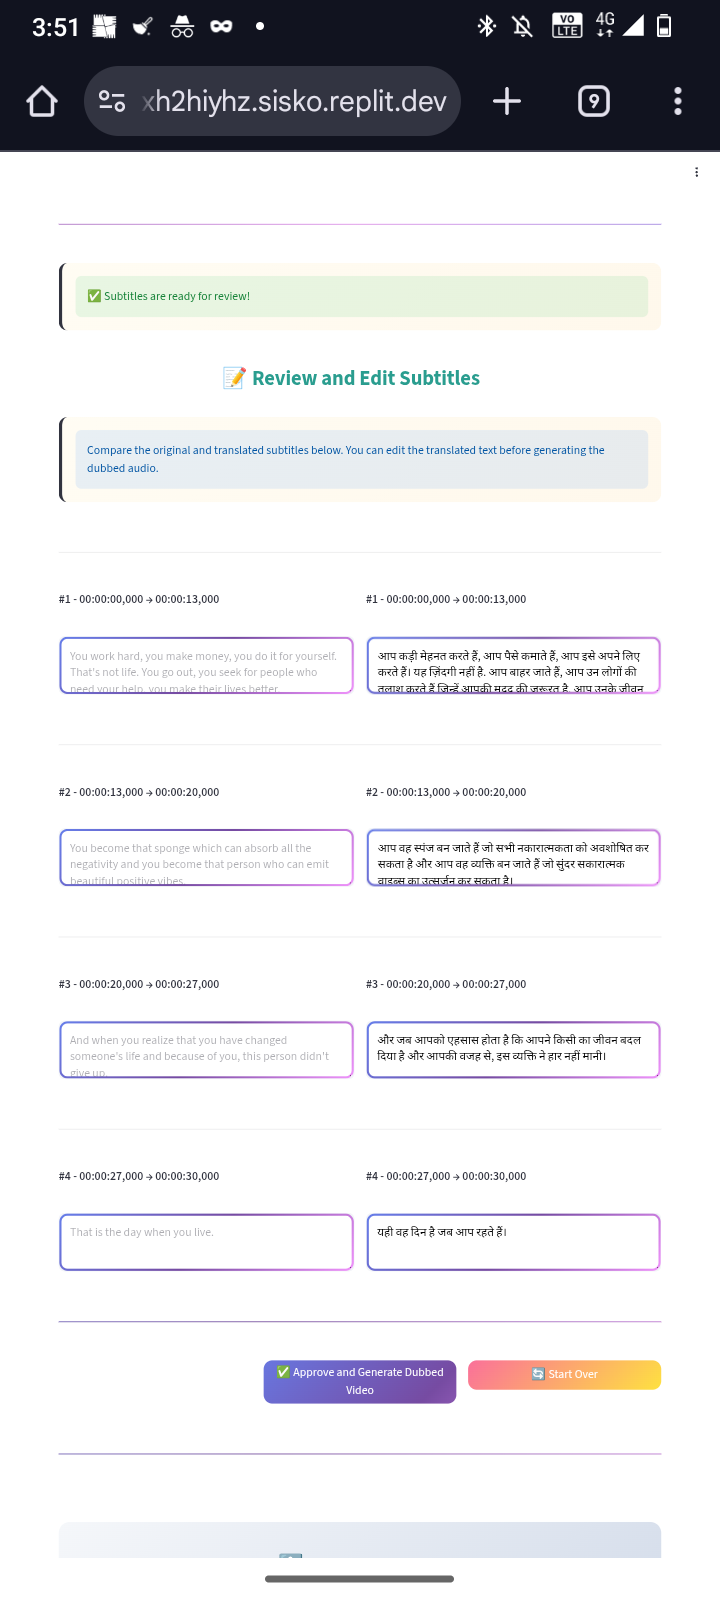 3:51
VO
LTE
4G
xh2hiyhz.sisko.replit.dev
9
✅ Subtitles are ready for review!
📝 Review and Edit Subtitles
Compare the original and translated subtitles below. You can edit the translated text before generating the
dubbed audio.
#1 - 00:00:00,000 → 00:00:13,000
#1 - 00:00:00,000 → 00:00:13,000
You work hard, you make money, you do it for yourself.
That's not life. You go out, you seek for people who
need your help, you make their lives better
आप कड़ी मेहनत करते हैं, आप पैसे कमाते हैं, आप इसे अपने लिए
करते हैं। यह ज़िंदगी नहीं है. आप बाहर जाते हैं, आप उन लोगों की
तलाश करते हैं जिन्हें आपकी मदद की ज़रूरत है, आप उनके जीवन
#2 - 00:00:13,000 → 00:00:20,000
#2 - 00:00:13,000 → 00:00:20,000
You become that sponge which can absorb all the
negativity and you become that person who can emit
beautiful positive vibes.
आप वह स्पंज बन जाते हैं जो सभी नकारात्मकता को अवशोषित कर
सकता है और आप वह व्यक्ति बन जाते हैं जो सुंदर सकारात्मक
वाइब्स का उत्सर्जन कर सकता है।
#3 - 00:00:20,000 → 00:00:27,000
#3 - 00:00:20,000 → 00:00:27,000
And when you realize that you have changed
someone's life and because of you, this person didn't
give up.
और जब आपको एहसास होता है कि आपने किसी का जीवन बदल
दिया है और आपकी वजह से, इस व्यक्ति ने हार नहीं मानी।
#4 - 00:00:27,000 → 00:00:30,000
#4 - 00:00:27,000 → 00:00:30,000
That is the day when you live.
यही वह दिन है जब आप रहते हैं।
✅ Approve and Generate Dubbed
Video
🔄 Start Over